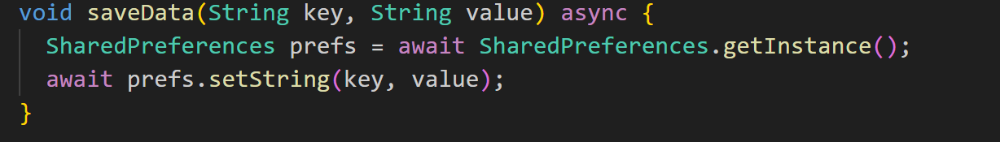 void saveData(String key, String value) async {
  SharedPreferences prefs = await SharedPreferences.getInstance();
  await prefs.setString(key, value);
}